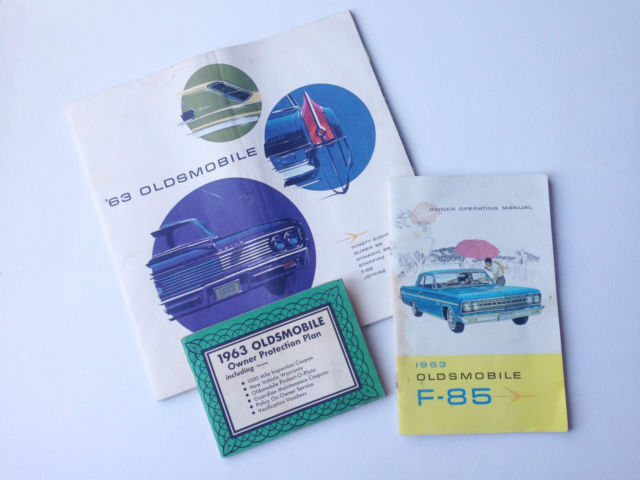 '63 OLDSMOBILE
NINETY-EIGHT
SUPER 88
DYNAMIC 88
STARFIRE
F-85
JETFIRE
OWNER OPERATING MANUAL
1963
OLDSMOBILE
F-85
1963 OLDSMOBILE
Owner Protection Plan
including
• 1000 Mile Inspection Coupon
• New Vehicle Warranty
• Oldsmobile Protect-O-Plate
• Guardian Maintenance Coupons
• Policy On Owner Service
• Verification Vouchers